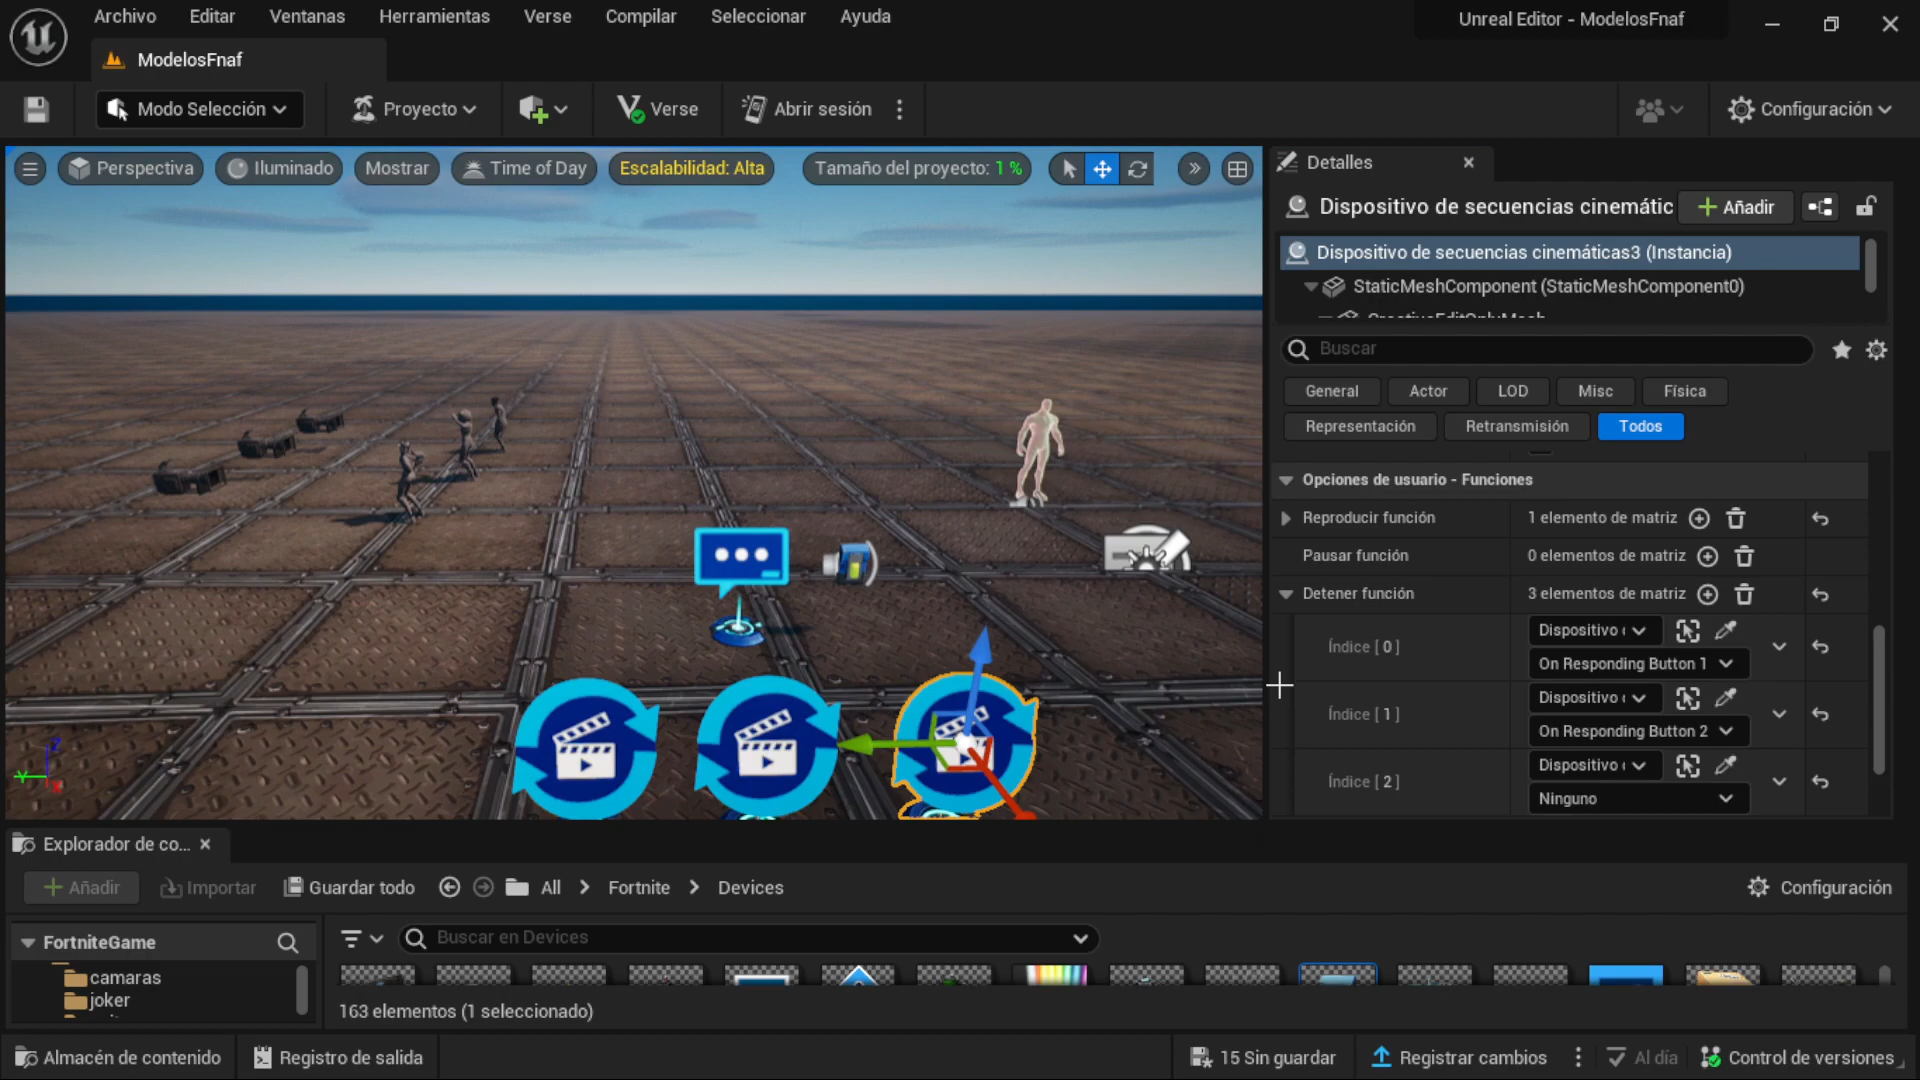 Archivo Editar Ventanas Herramientas Verse Compilar Seleccionar Ayuda
Unreal Editor - ModelosFnaf
ModelosFnaf
Modo Selección Proyecto Verse Abrir sesión Configuración
Perspectiva Iluminado Mostrar Time of Day Escalabilidad: Alta Tamaño del proyecto: 1 %
Detalles
Dispositivo de secuencias cinemátic Añadir
Dispositivo de secuencias cinemáticas3 (Instancia)
StaticMeshComponent (StaticMeshComponent0)
Buscar
General Actor LOD Misc Física
Representación Retransmisión Todos
Opciones de usuario - Funciones
Reproducir función 1 elemento de matriz
Pausar función 0 elementos de matriz
Detener función 3 elementos de matriz
Índice [ 0 ] Dispositivo
On Responding Button 1
Índice [ 1 ] Dispositivo
On Responding Button 2
Índice [ 2 ] Dispositivo
Ninguno
Z
Y
X
Explorador de co...
Añadir Importar Guardar todo All Fortnite Devices Configuración
FortniteGame
Buscar en Devices
camaras
joker
163 elementos (1 seleccionado)
Almacén de contenido Registro de salida 15 Sin guardar Registrar cambios Al día Control de versiones